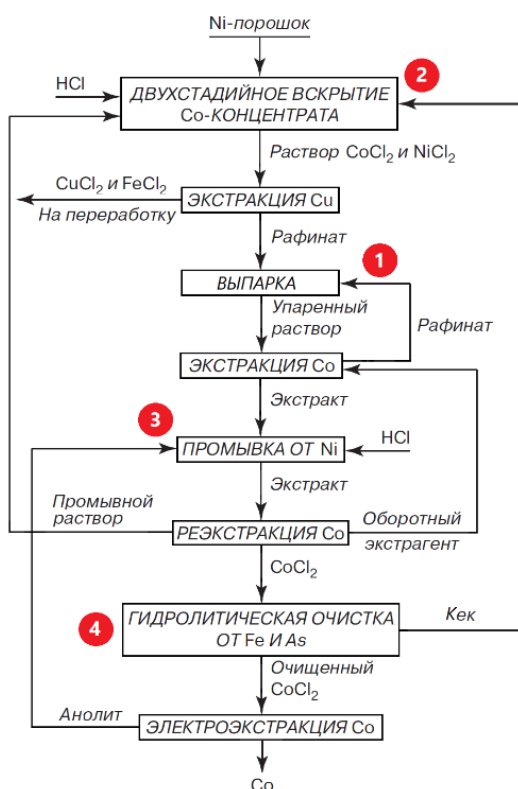 Ni-порошок
HCl
2
ДВУХСТАДИЙНОЕ ВСКРЫТИЕ
Co-КОНЦЕНТРАТА
Раствор CoCl2 и NiCl2
CuCl2 и FeCl2
На переработку
ЭКСТРАКЦИЯ Cu
Рафинат
1
ВЫПАРКА
Упаренный
раствор
Рафинат
ЭКСТРАКЦИЯ Co
Экстракт
3
HCl
ПРОМЫВКА ОТ Ni
Экстракт
Промывной
раствор
РЕЭКСТРАКЦИЯ Co
Оборотный
экстрагент
CoCl2
4
ГИДРОЛИТИЧЕСКАЯ ОЧИСТКА
ОТ Fe И As
Кек
Очищенный
CoCl2
Анолит
ЭЛЕКТРОЭКСТРАКЦИЯ Co
Co